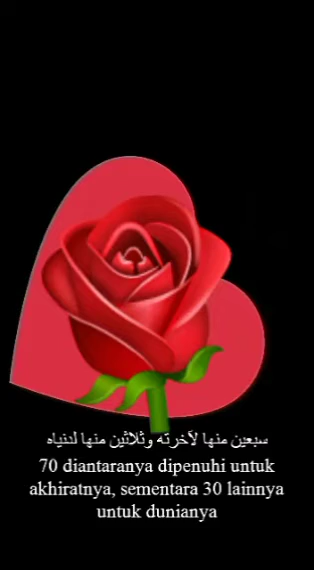 سبعين منها لآخرته وثلاثين منها لدنياه
70 diantaranya dipenuhi untuk
akhiratnya, sementara 30 lainnya
untuk dunianya